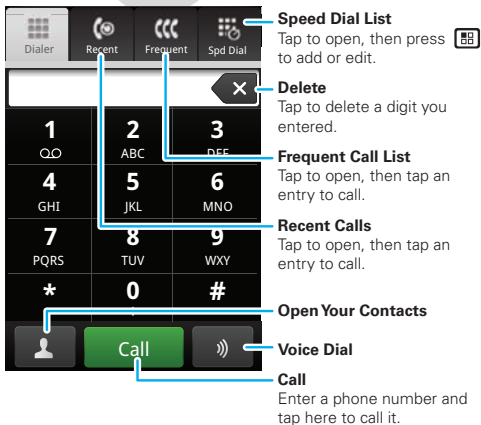 Dialer Recent Frequent Spd Dial
1 2 3
ABC DEF
4 5 6
GHI JKL MNO
7 8 9
PQRS TUV WXY
* 0 #
Call
Speed Dial List
Tap to open, then press
to add or edit.
Delete
Tap to delete a digit you
entered.
Frequent Call List
Tap to open, then tap an
entry to call.
Recent Calls
Tap to open, then tap an
entry to call.
Open Your Contacts
Voice Dial
Call
Enter a phone number and
tap here to call it.